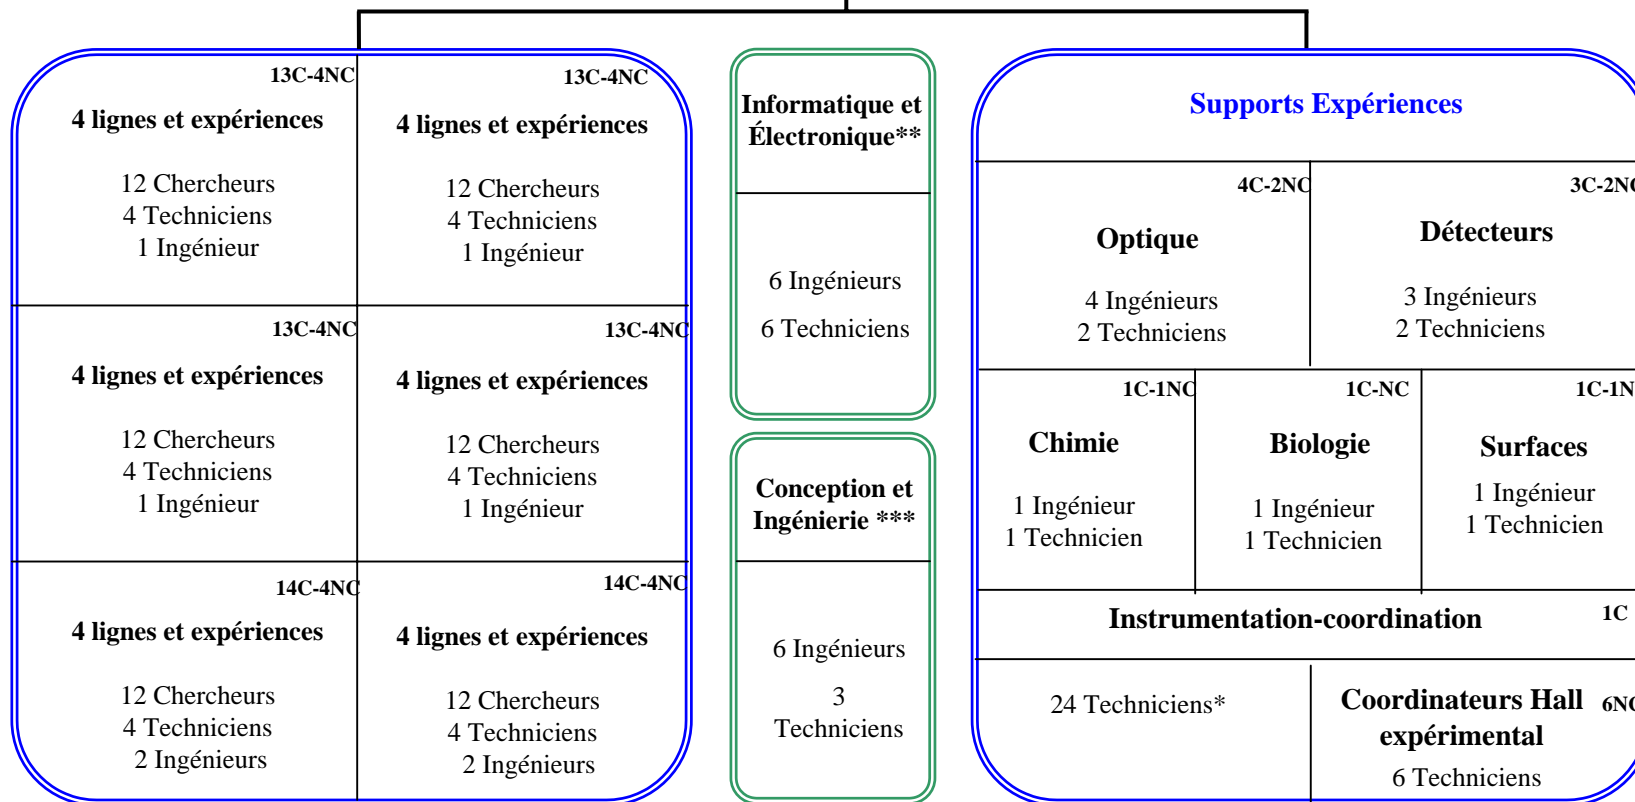 13C-4NC
4 lignes et expériences
12 Chercheurs
4 Techniciens
1 Ingénieur
13C-4NC
4 lignes et expériences
12 Chercheurs
4 Techniciens
1 Ingénieur
13C-4NC
4 lignes et expériences
12 Chercheurs
4 Techniciens
1 Ingénieur
13C-4NC
4 lignes et expériences
12 Chercheurs
4 Techniciens
1 Ingénieur
14C-4NC
4 lignes et expériences
12 Chercheurs
4 Techniciens
2 Ingénieurs
14C-4NC
4 lignes et expériences
12 Chercheurs
4 Techniciens
2 Ingénieurs
Informatique et
Électronique**
6 Ingénieurs
6 Techniciens
Conception et
Ingénierie ***
6 Ingénieurs
3
Techniciens
Supports Expériences
4C-2NC
Optique
4 Ingénieurs
2 Techniciens
3C-2NC
Détecteurs
3 Ingénieurs
2 Techniciens
1C-1NC
Chimie
1 Ingénieur
1 Technicien
1C-NC
Biologie
1 Ingénieur
1 Technicien
1C-1N
Surfaces
1 Ingénieur
1 Technicien
Instrumentation-coordination 1C
24 Techniciens*
Coordinateurs Hall 6NC
expérimental
6 Techniciens